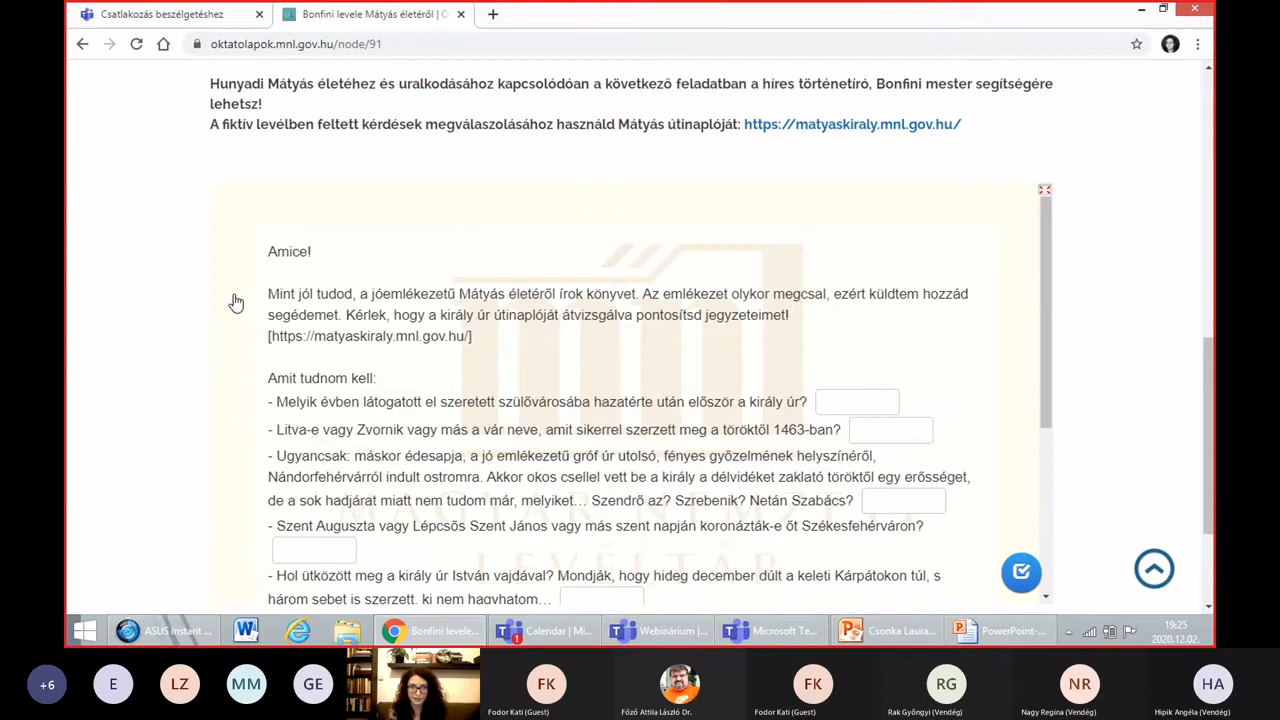 Csatlakozás beszélgetéshez
Bonfini levele Mátyás életéről | O
oktatolapok.mnl.gov.hu/node/91
Hunyadi Mátyás életéhez és uralkodásához kapcsolódóan a következő feladatban a híres történetíró, Bonfini mester segítségére
lehetsz!
A fiktív levélben feltett kérdések megválaszolásához használd Mátyás útinaplóját: https://matyaskiraly.mnl.gov.hu/
Amice!
Mint jól tudod, a jóemlékezetű Mátyás életéről írok könyvet. Az emlékezet olykor megcsal, ezért küldtem hozzád
segédemet. Kérlek, hogy a király úr útinaplóját átvizsgálva pontosítsd jegyzeteimet!
[https://matyaskiraly.mnl.gov.hu/]
Amit tudnom kell:
- Melyik évben látogatott el szeretett szülővárosába hazatérte után először a király úr?
- Litva-e vagy Zvornik vagy más a vár neve, amit sikerrel szerzett meg a töröktől 1463-ban?
- Ugyancsak: máskor édesapja, a jó emlékezetű gróf úr utolsó, fényes győzelmének helyszínéről,
Nándorfehérvárról indult ostromra. Akkor okos csellel vett be a király a délvidéket zaklató töröktől egy erősséget,
de a sok hadjárat miatt nem tudom már, melyiket… Szendrő az? Szrebenik? Netán Szabács?
- Szent Auguszta vagy Lépcsős Szent János vagy más szent napján koronázták-e őt Székesfehérváron?
- Hol ütközött meg a király úr István vajdával? Mondják, hogy hideg december dúlt a keleti Kárpátokon túl, s
három sebet is szerzett, ki nem hagyhatom…
MAGYAR NEMZETI
LEVÉLTÁR
ASUS Instant ...
Bonfini levele...
Calendar | Mi...
1
Webinárium |...
Microsoft Te...
Csonka Laura...
PowerPoint-...
19:25
2020.12.02.
+6
E
LZ
MM
GE
FK
FK
RG
NR
HA
Fodor Kati (Guest)
Főző Attila László Dr.
Fodor Kati (Guest)
Rak Gyöngyi (Vendég)
Nagy Regina (Vendég)
Hipik Angéla (Vendég)